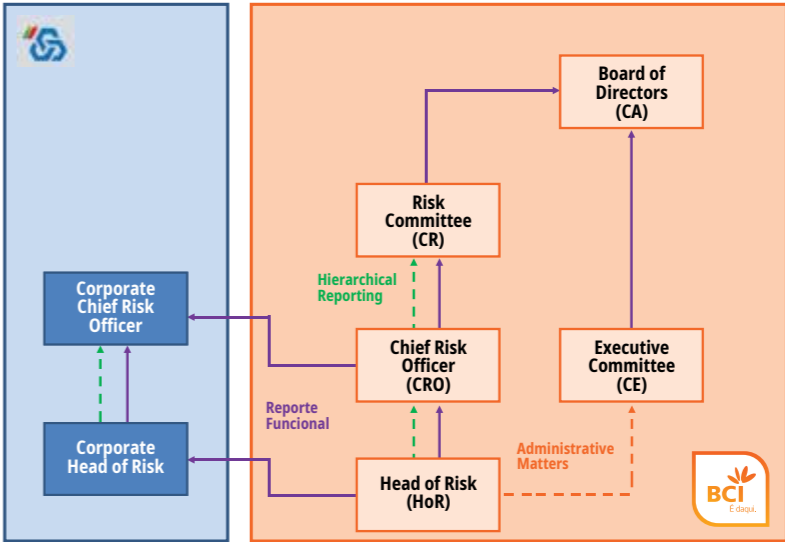 Board of
Directors
(CA)
Risk
Committee
(CR)
Hierarchical
Reporting
Corporate
Chief Risk
Officer
Chief Risk
Officer
(CRO)
Executive
Committee
(CE)
Reporte
Funcional
Corporate
Head of Risk
Administrative
Matters
Head of Risk
(HoR)
BCI
É daqui.